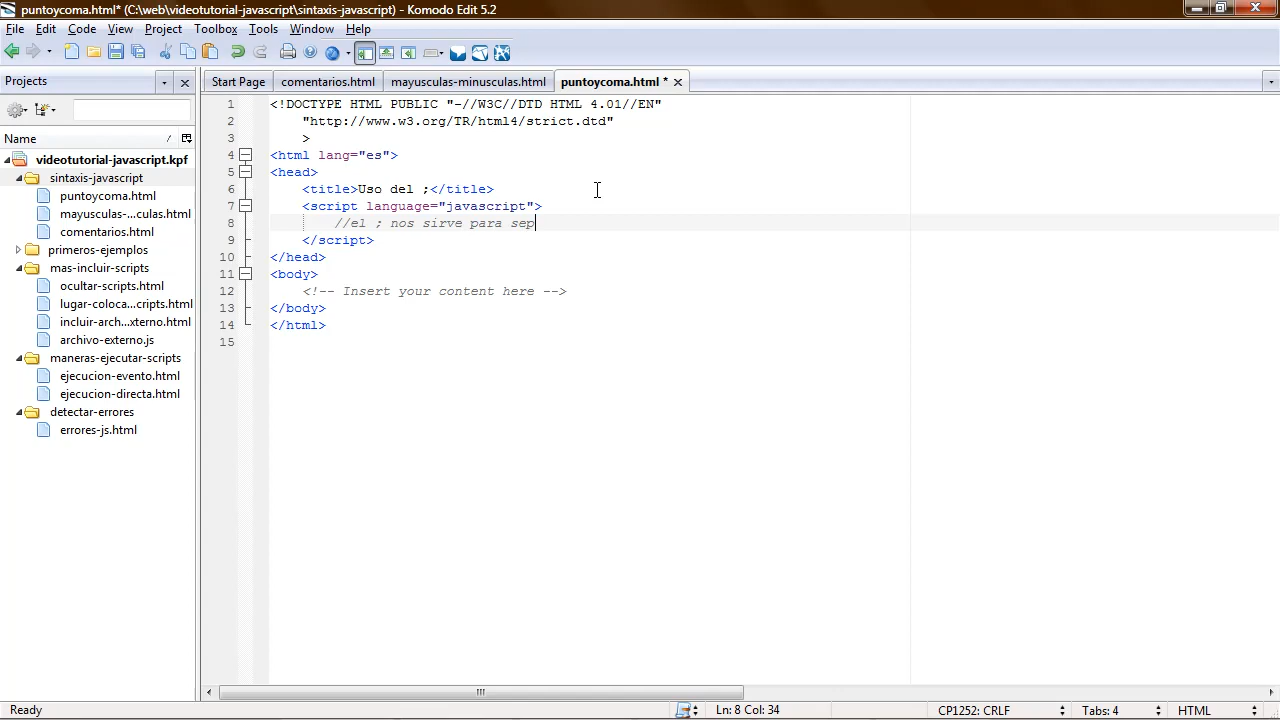 puntoycoma.html* (C:\web\videotutorial-javascript\sintaxis-javascript) - Komodo Edit 5.2
File Edit Code View Project Toolbox Tools Window Help
Projects
Start Page comentarios.html mayusculas-minusculas.html puntoycoma.html *
Name
videotutorial-javascript.kpf
sintaxis-javascript
puntoycoma.html
mayusculas-...culas.html
comentarios.html
primeros-ejemplos
mas-incluir-scripts
ocultar-scripts.html
lugar-coloca...cripts.html
incluir-arch...xterno.html
archivo-externo.js
maneras-ejecutar-scripts
ejecucion-evento.html
ejecucion-directa.html
detectar-errores
errores-js.html
1 <!DOCTYPE HTML PUBLIC "-//W3C//DTD HTML 4.01//EN"
2 "http://www.w3.org/TR/html4/strict.dtd"
3 >
4 <html lang="es">
5 <head>
6 <title>Uso del ;</title>
7 <script language="javascript">
8 //el ; nos sirve para sep
9 </script>
10 </head>
11 <body>
12 <!-- Insert your content here -->
13 </body>
14 </html>
15
Ready Ln: 8 Col: 34 CP1252: CRLF Tabs: 4 HTML